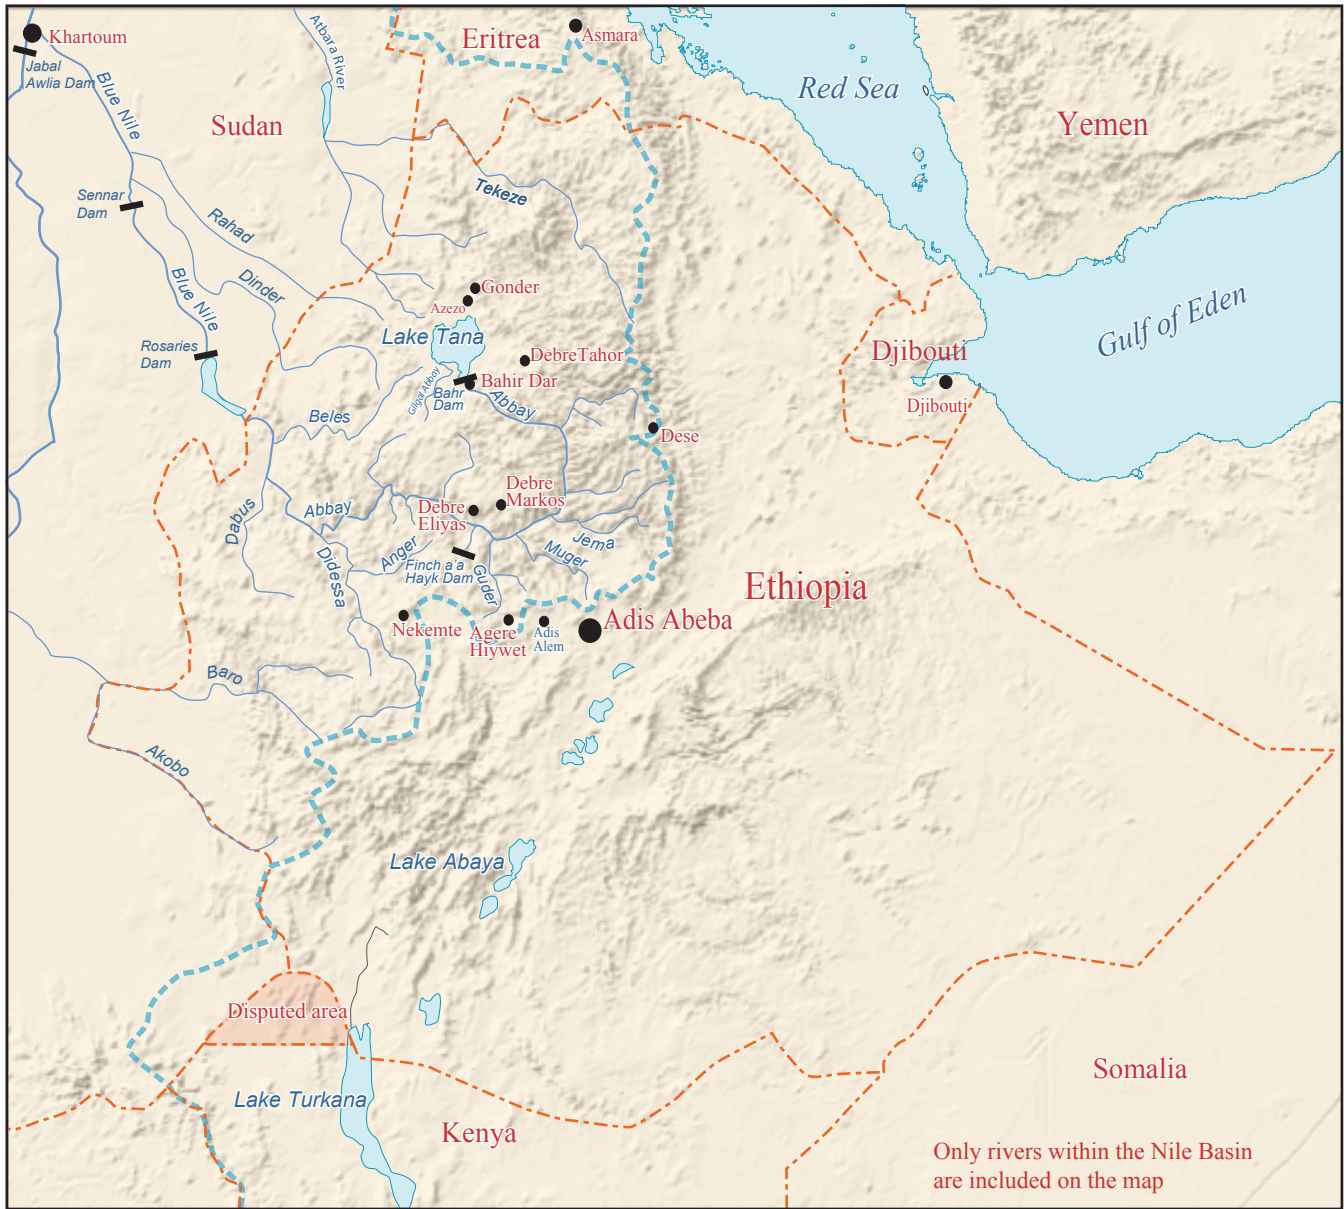 Khartoum
Jabal
Awlia Dam
Blue Nile
Atbara River
Eritrea
Asmara
Red Sea
Yemen
Sudan
Sennar
Dam
Rahad
Tekeze
Dinder
Blue Nile
Gonder
Azezo
Lake Tana
Rosaries
Dam
DebreTahor
Bahir Dar
Bahr
Dam
Gilgal Abbay
Abbay
Beles
Gulf of Eden
Djibouti
Djibouti
Dese
Debre
Markos
Debre
Eliyas
Abbay
Dabus
Didessa
Anger
Finch a'a
Hayk Dam
Guder
Muger
Jema
Ethiopia
Nekemte
Agere
Hiywet
Adis
Alem
Adis Abeba
Baro
Akobo
Lake Abaya
Disputed area
Lake Turkana
Kenya
Somalia
Only rivers within the Nile Basin
are included on the map